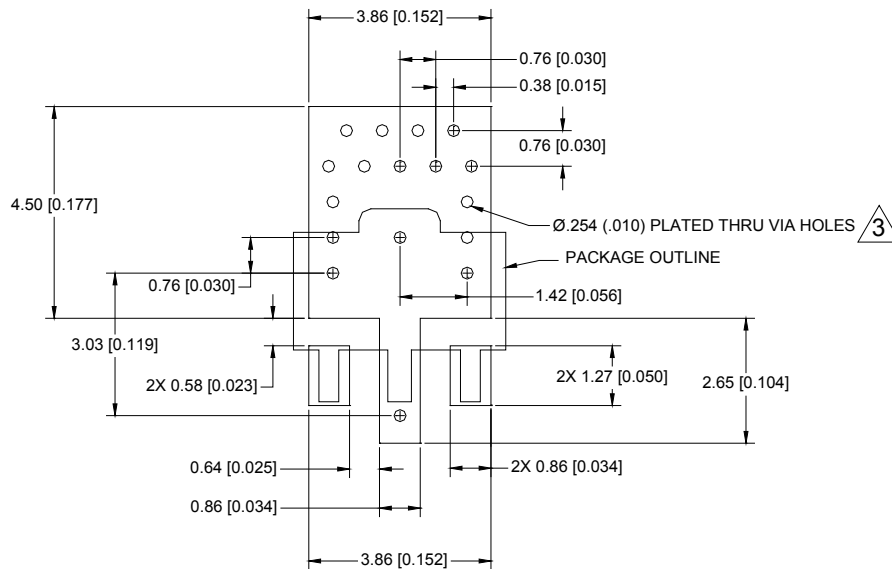 3.86 [0.152]
0.76 [0.030]
0.38 [0.015]
0.76 [0.030]
4.50 [0.177]
Ø.254 (.010) PLATED THRU VIA HOLES 3
PACKAGE OUTLINE
0.76 [0.030]
1.42 [0.056]
3.03 [0.119]
2X 0.58 [0.023]
2X 1.27 [0.050]
2.65 [0.104]
0.64 [0.025]
2X 0.86 [0.034]
0.86 [0.034]
3.86 [0.152]